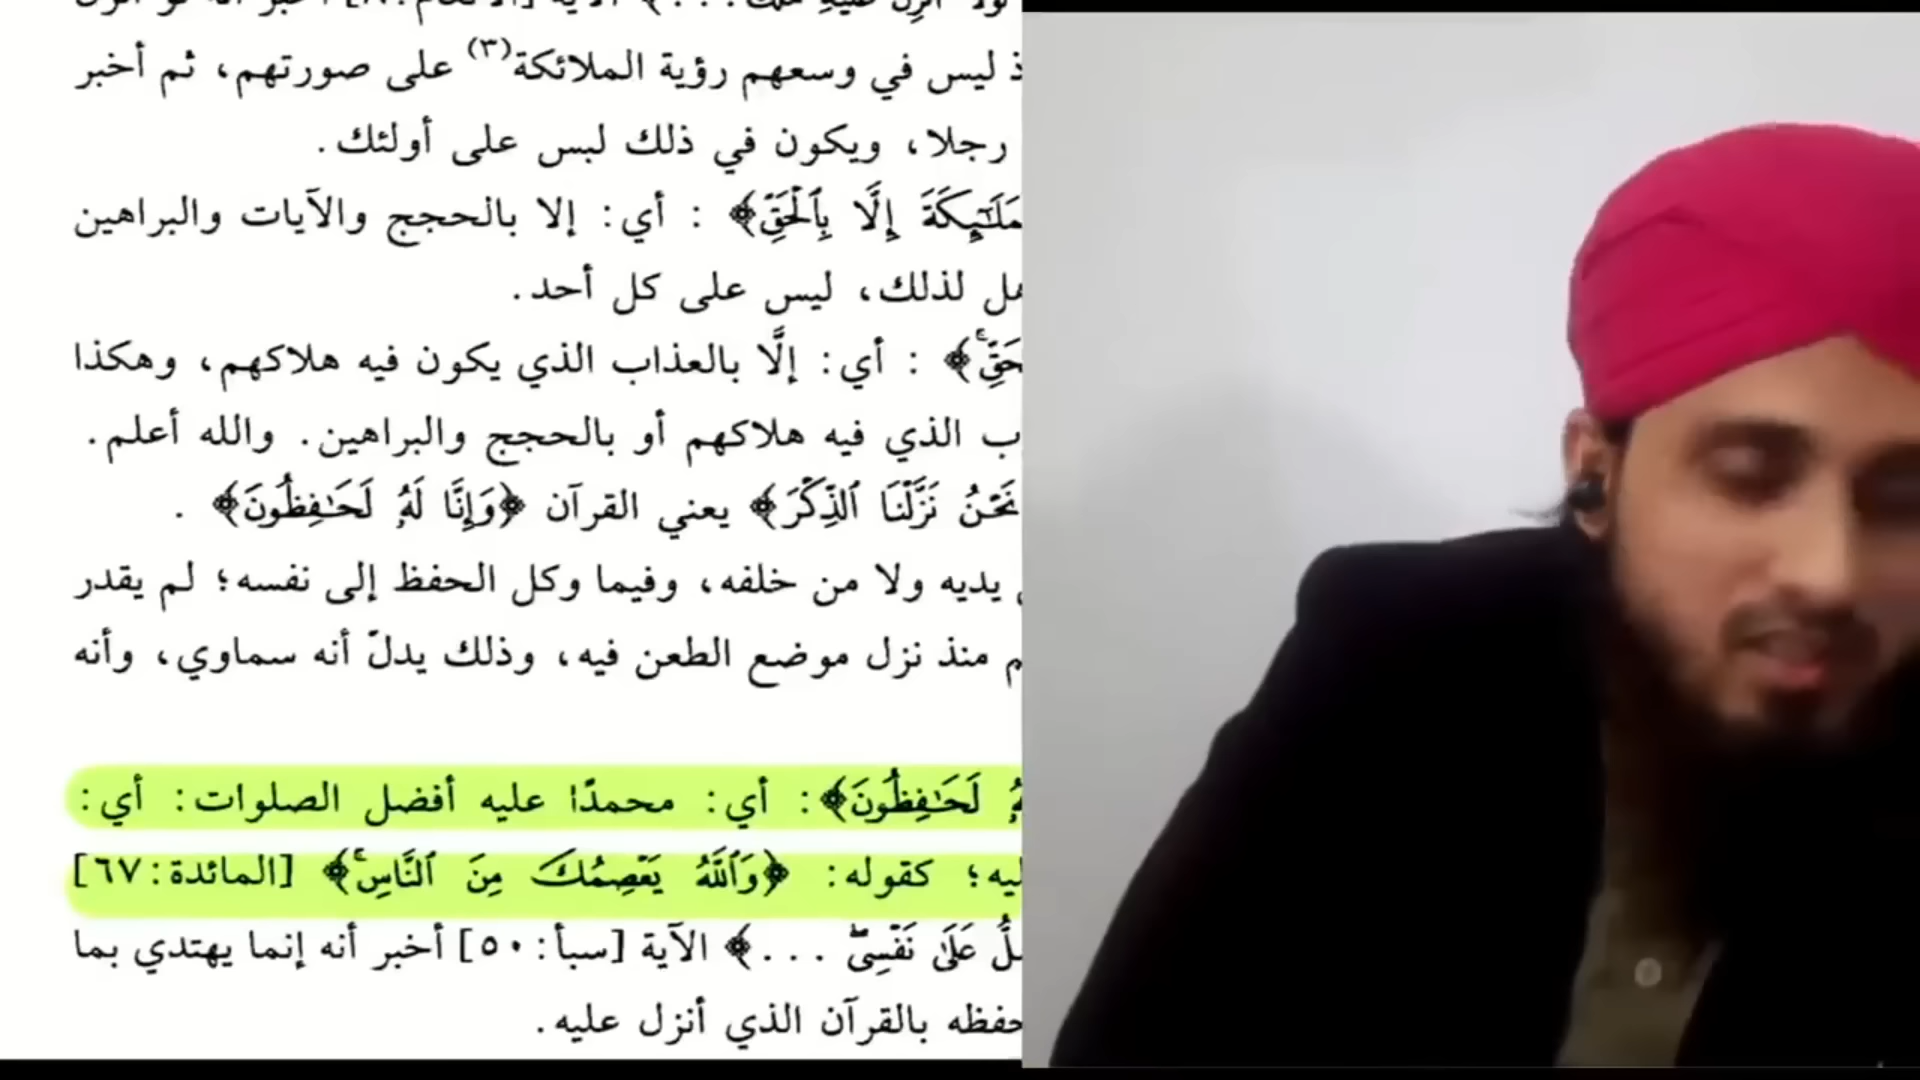 ليس في وسعهم رؤية الملائكة(٣) على صورتهم، ثم أخبر
رجلا، ويكون في ذلك لبس على أولئك.
إِلَّا بِٱلْحَقِّ﴾ : أي: إلا بالحجج والآيات والبراهين
لذلك، ليس على كل أحد.
﴾ : أي: إلَّا بالعذاب الذي يكون فيه هلاكهم، وهكذا
الذي فيه هلاكهم أو بالحجج والبراهين. والله أعلم.
نَحْنُ نَزَّلْنَا ٱلذِّكْرَ﴾ يعني القرآن ﴿وَإِنَّا لَهُۥ لَحَـٰفِظُونَ﴾ .
يديه ولا من خلفه، وفيما وكل الحفظ إلى نفسه؛ لم يقدر
منذ نزل موضع الطعن فيه، وذلك يدلّ أنه سماوي، وأنه
لَحَـٰفِظُونَ﴾: أي: محمدًا عليه أفضل الصلوات: أي:
كقوله: ﴿وَٱللَّهُ يَعْصِمُكَ مِنَ ٱلنَّاسِۚ﴾ [المائدة:٦٧]
عَلَىٰ نَفْسِىۖ ...﴾ الآية [سبأ:٥٠] أخبر أنه إنما يهتدي بما
بالقرآن الذي أنزل عليه.